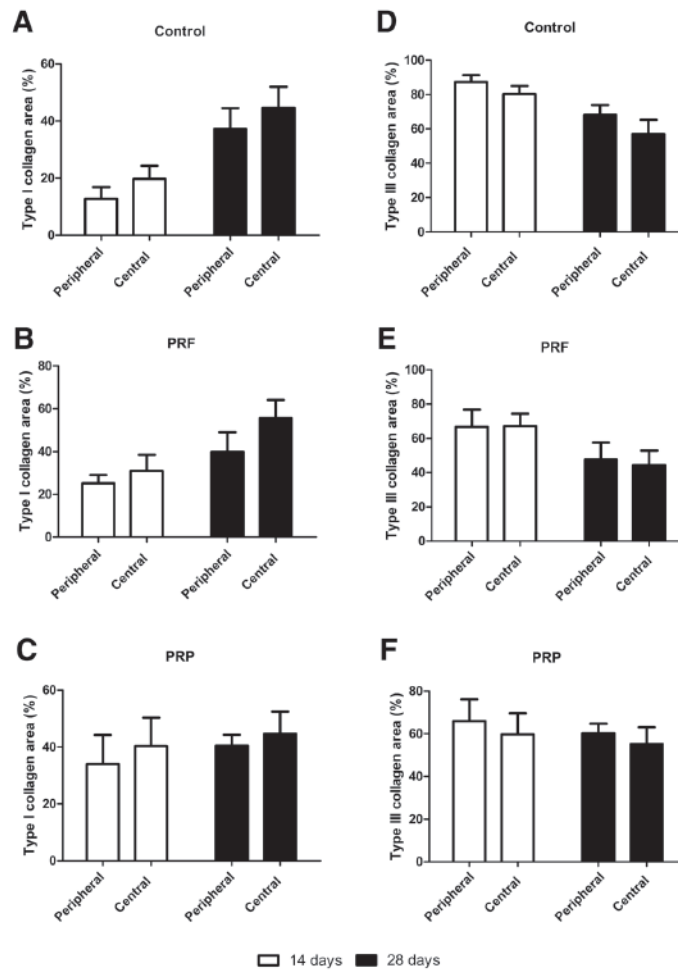 A
Control
Type I collagen area (%)
60
40
20
0
Peripheral
Central
Peripheral
Central
D
Control
Type III collagen area (%)
100
80
60
40
20
0
Peripheral
Central
Peripheral
Central
B
PRF
Type I collagen area (%)
80
60
40
20
0
Peripheral
Central
Peripheral
Central
E
PRF
Type III collagen area (%)
100
80
60
40
20
0
Peripheral
Central
Peripheral
Central
C
PRP
Type I collagen area (%)
60
40
20
0
Peripheral
Central
Peripheral
Central
F
PRP
Type III collagen area (%)
80
60
40
20
0
Peripheral
Central
Peripheral
Central
14 days 28 days